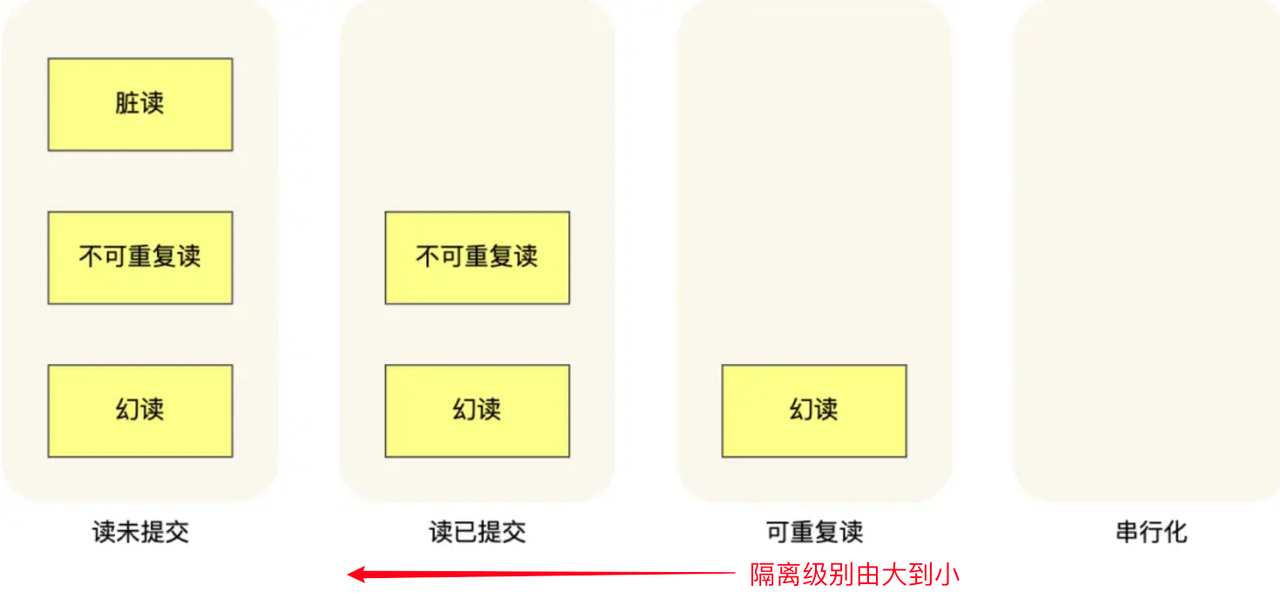 脏读
不可重复读
不可重复读
幻读
幻读
幻读
读未提交
读已提交
可重复读
串行化
隔离级别由大到小